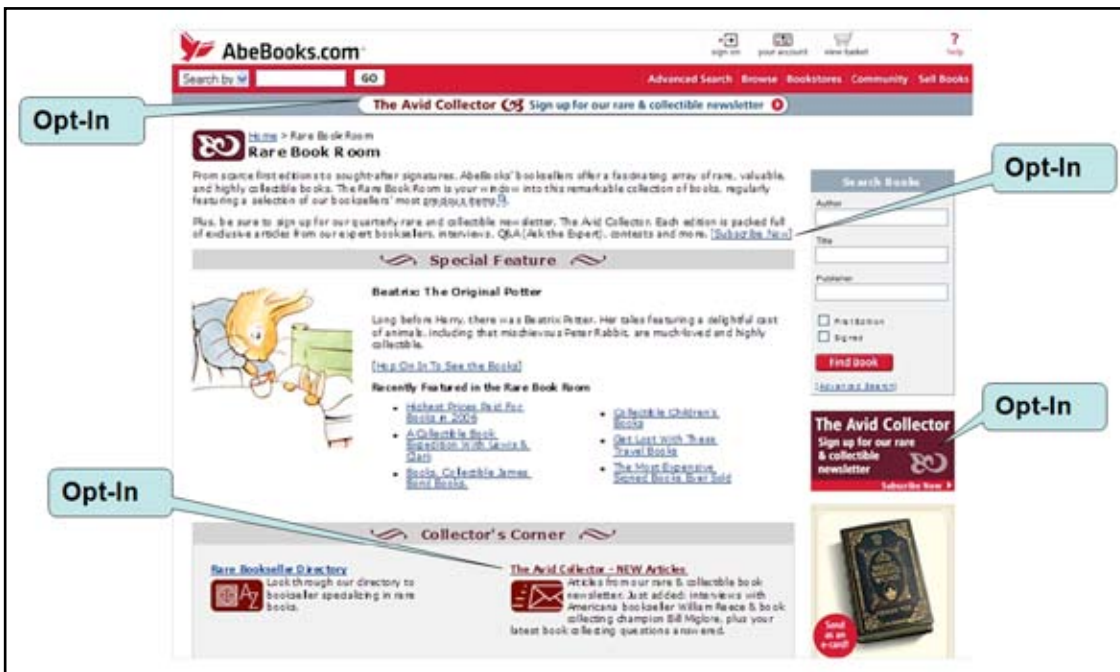 AbeBooks.com
sign on your account view basket help
Search by GO Advanced Search Browse Bookstores Community Sell Books
The Avid Collector Sign up for our rare & collectible newsletter
Opt-In
Home > Rare Book Room
Rare Book Room
From scarce first editions to sought-after signatures, AbeBooks' booksellers offer a fascinating array of rare, valuable,
and highly collectible books. The Rare Book Room is your window into this remarkable collection of books, regularly
featuring a selection of our booksellers' most precious items.
Plus, be sure to sign up for our quarterly rare and collectible newsletter, The Avid Collector. Each edition is packed full
of exclusive articles from our expert booksellers, interviews, Q&A (Ask the Expert), contests and more. [Subscribe Now]
Opt-In
Search Books
Author
Title
Publisher
First Edition
Signed
Find Book
[Advanced Search]
Special Feature
Beatrix: The Original Potter
Long before Harry, there was Beatrix Potter. Her tales featuring a delightful cast
of animals, including that mischievous Peter Rabbit, are much-loved and highly
collectible.
[Hop On In To See the Books]
Recently Featured in the Rare Book Room
Highest Prices Paid For
Books in 2006
A Collectible Book
Expedition With Lewis &
Clark
Books, Collectible James
Bond Books.
Collectible Children's
Books
Get Lost With These
Travel Books
The Most Expensive
Signed Books Ever Sold
Opt-In
The Avid Collector
Sign up for our rare
& collectible
newsletter
Subscribe Now
Opt-In
Collector's Corner
Rare Bookseller Directory
A Z
Look through our directory to
bookseller specializing in rare
books.
The Avid Collector - NEW Articles
Articles from our rare & collectible book
newsletter. Just added: interviews with
Americana bookseller William Reece & book
collecting champion Bill Miglore, plus your
latest book collecting questions answered.
Send
as an
e-card!